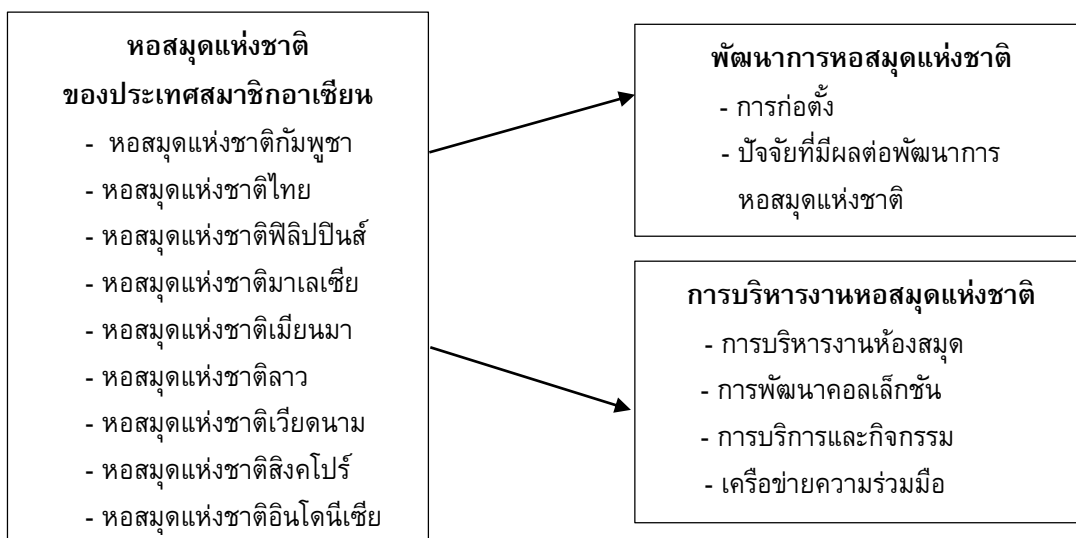 หอสมุดแห่งชาติ
ของประเทศสมาชิกอาเซียน
- หอสมุดแห่งชาติกัมพูชา
- หอสมุดแห่งชาติไทย
- หอสมุดแห่งชาติฟิลิปปินส์
- หอสมุดแห่งชาติมาเลเซีย
- หอสมุดแห่งชาติเมียนมา
- หอสมุดแห่งชาติลาว
- หอสมุดแห่งชาติเวียดนาม
- หอสมุดแห่งชาติสิงคโปร์
- หอสมุดแห่งชาติอินโดนีเซีย
พัฒนาการหอสมุดแห่งชาติ
- การก่อตั้ง
- ปัจจัยที่มีผลต่อพัฒนาการ
หอสมุดแห่งชาติ
การบริหารงานหอสมุดแห่งชาติ
- การบริหารงานห้องสมุด
- การพัฒนาคอลเล็กชัน
- การบริการและกิจกรรม
- เครือข่ายความร่วมมือ